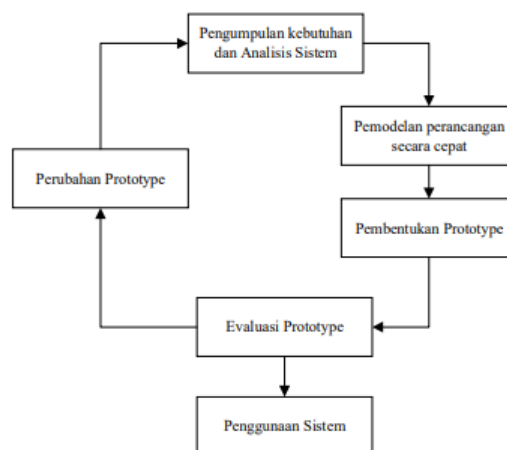 Pengumpulan kebutuhan
dan Analisis Sistem
Pemodelan perancangan
secara cepat
Perubahan Prototype
Pembentukan Prototype
Evaluasi Prototype
Penggunaan Sistem